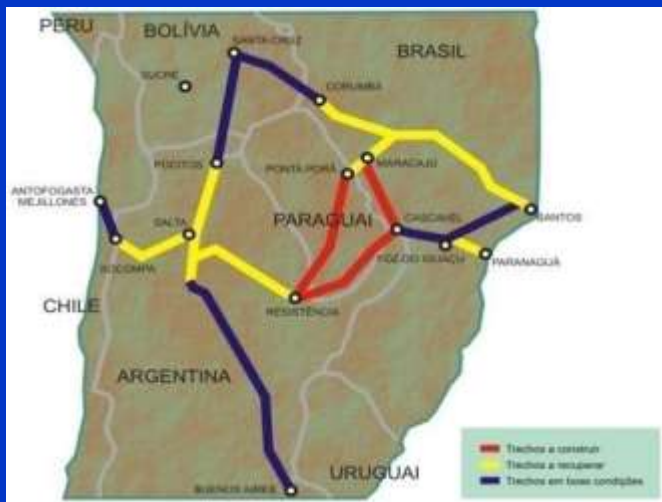 PERU
BOLÍVIA
BRASIL
SANTA CRUZ
SUCRE
CORUMBÁ
POCITOS
PONTA PORÃ
MARACAJÚ
ANTOFOGASTA
MEJILLONES
SALTA
PARAGUAI
CASCAVEL
SANTOS
SOCOMPA
FOZ DO IGUAÇU
PARANAGUÁ
CHILE
RESISTÊNCIA
ARGENTINA
BUENOS AIRES
URUGUAI
Trechos a construir
Trechos a recuperar
Trechos em boas condições